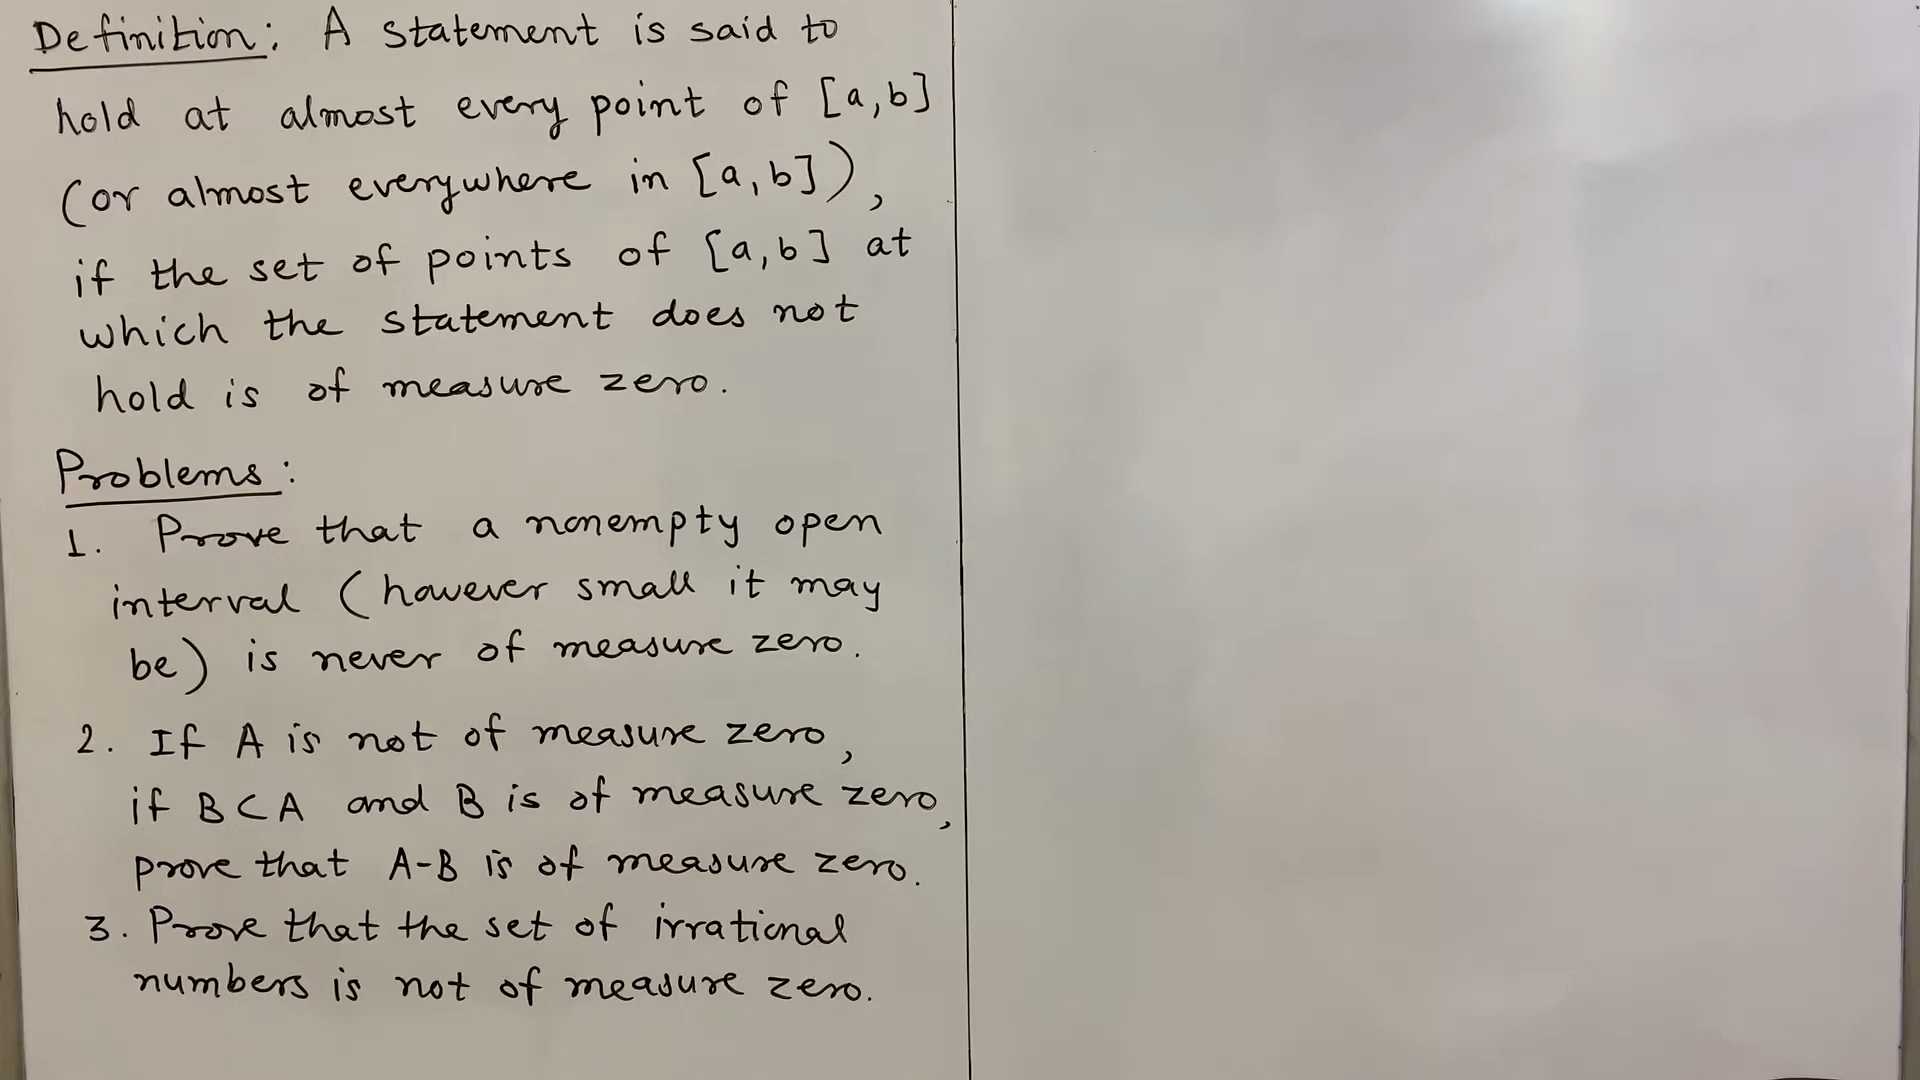 Definition: A statement is said to
hold at almost every point of [a,b]
(or almost everywhere in [a,b]),
if the set of points of [a,b] at
which the statement does not
hold is of measure zero.
Problems:
1. Prove that a nonempty open
interval (however small it may
be) is never of measure zero.
2. If A is not of measure zero,
if B⊂A and B is of measure zero,
prove that A-B is of measure zero.
3. Prove that the set of irrational
numbers is not of measure zero.